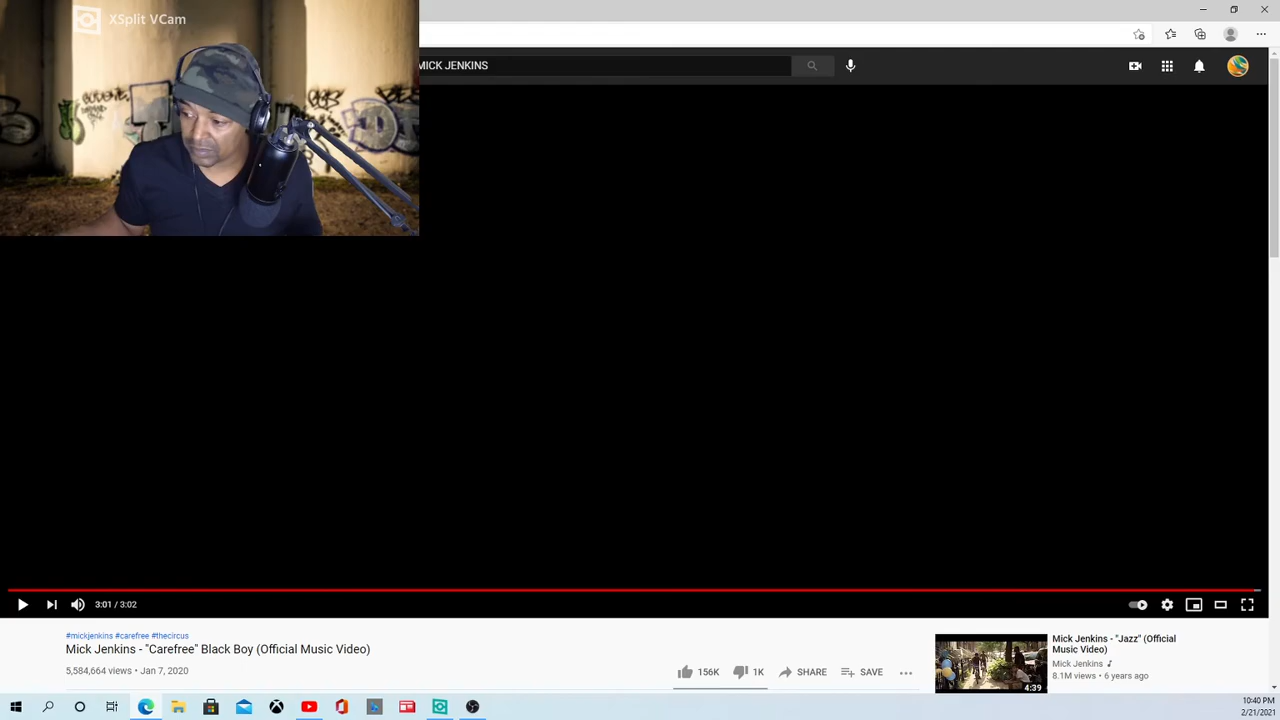 XSplit VCam
MICK JENKINS
3:01 / 3:02
#mickjenkins #carefree #thecircus
Mick Jenkins - "Carefree" Black Boy (Official Music Video)
5,584,664 views • Jan 7, 2020
156K
1K
SHARE
SAVE
Mick Jenkins - "Jazz" (Official
Music Video)
Mick Jenkins
8.1M views • 6 years ago
4:39
10:40 PM
2/21/2021